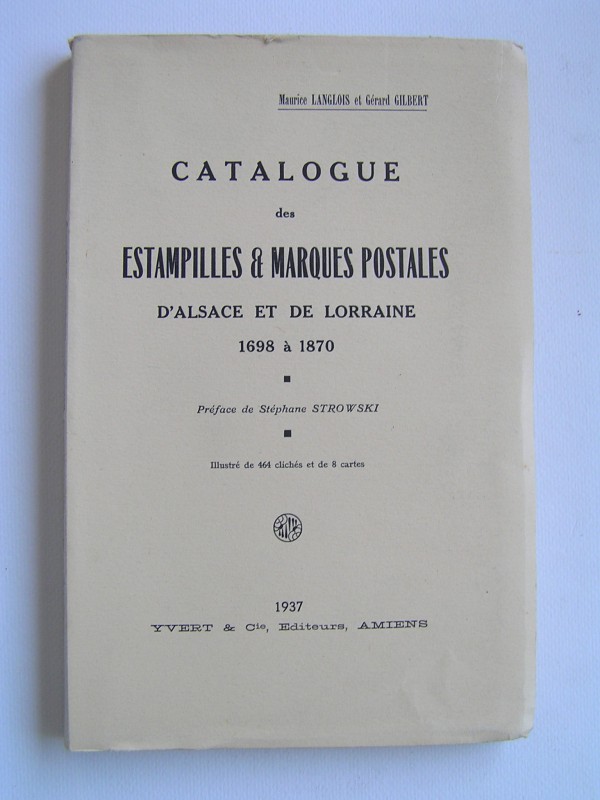 Maurice LANGLOIS et Gérard GILBERT
CATALOGUE
des
ESTAMPILLES & MARQUES POSTALES
D'ALSACE ET DE LORRAINE
1698 à 1870
Préface de Stéphane STROWSKI
Illustré de 464 clichés et de 8 cartes
1937
YVERT & Cie, Editeurs, AMIENS